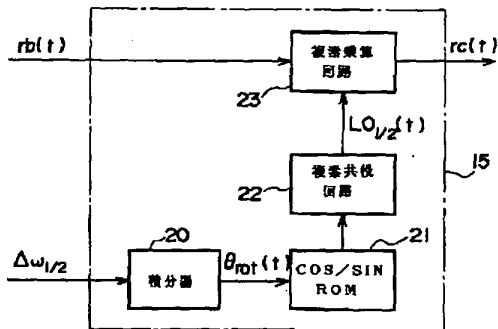 rb(t)
複素乗算
回路
rc(t)
23
LO1/2(t)
複素共役
回路
22
15
20
21
Δω1/2
積分器
θrot(t)
COS/SIN
ROM